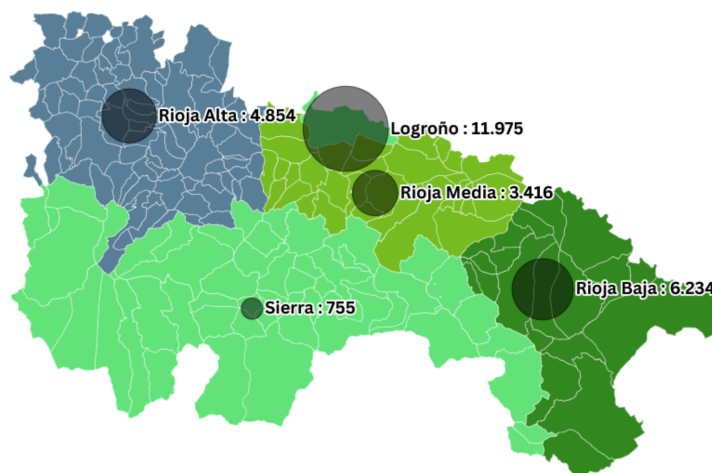 Rioja Alta : 4.854
Logroño : 11.975
Rioja Media : 3.416
Rioja Baja : 6.234
Sierra : 755